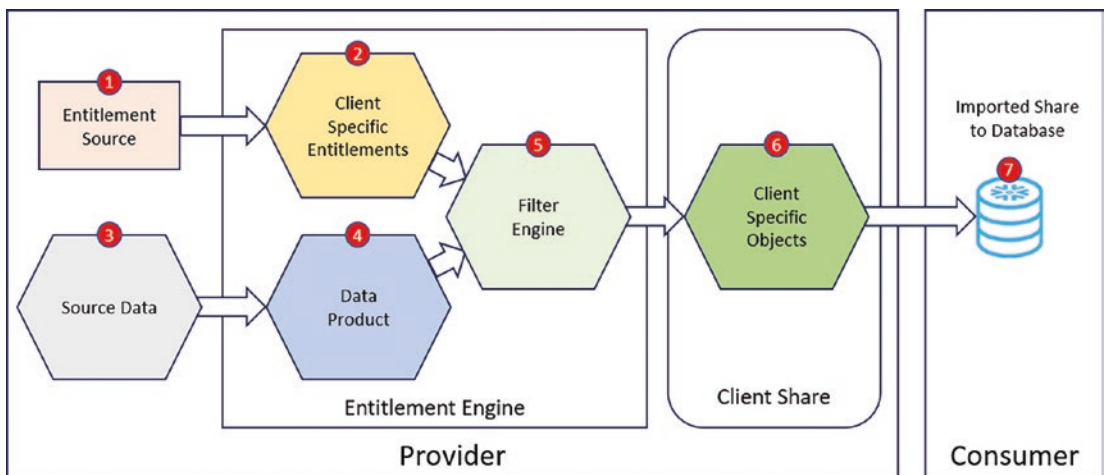 1
Entitlement
Source
2
Client
Specific
Entitlements
3
Source Data
4
Data
Product
5
Filter
Engine
6
Client
Specific
Objects
Imported Share
to Database
7
Entitlement Engine
Client Share
Provider
Consumer